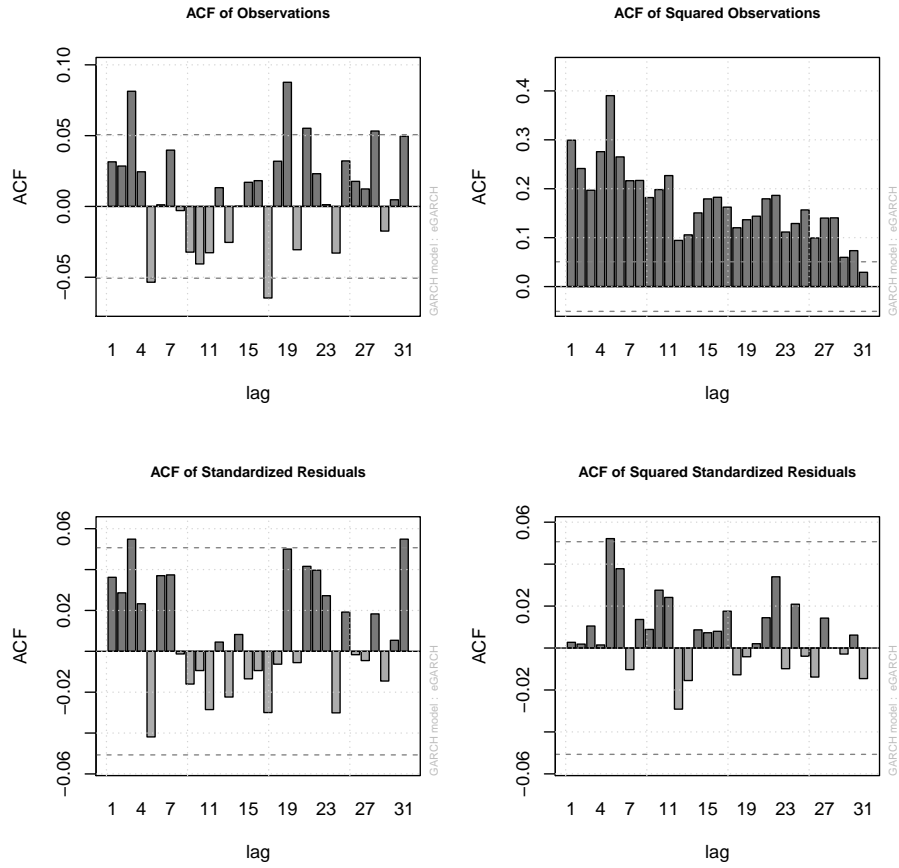 ACF of Observations
0.10
0.05
0.00
−0.05
ACF
1 4 7 11 15 19 23 27 31
lag
GARCH model : eGARCH
ACF of Squared Observations
0.4
0.3
0.2
0.1
0.0
ACF
1 4 7 11 15 19 23 27 31
lag
GARCH model : eGARCH
ACF of Standardized Residuals
0.06
0.02
−0.02
−0.06
ACF
1 4 7 11 15 19 23 27 31
lag
GARCH model : eGARCH
ACF of Squared Standardized Residuals
0.06
0.02
−0.02
−0.06
ACF
1 4 7 11 15 19 23 27 31
lag
GARCH model : eGARCH